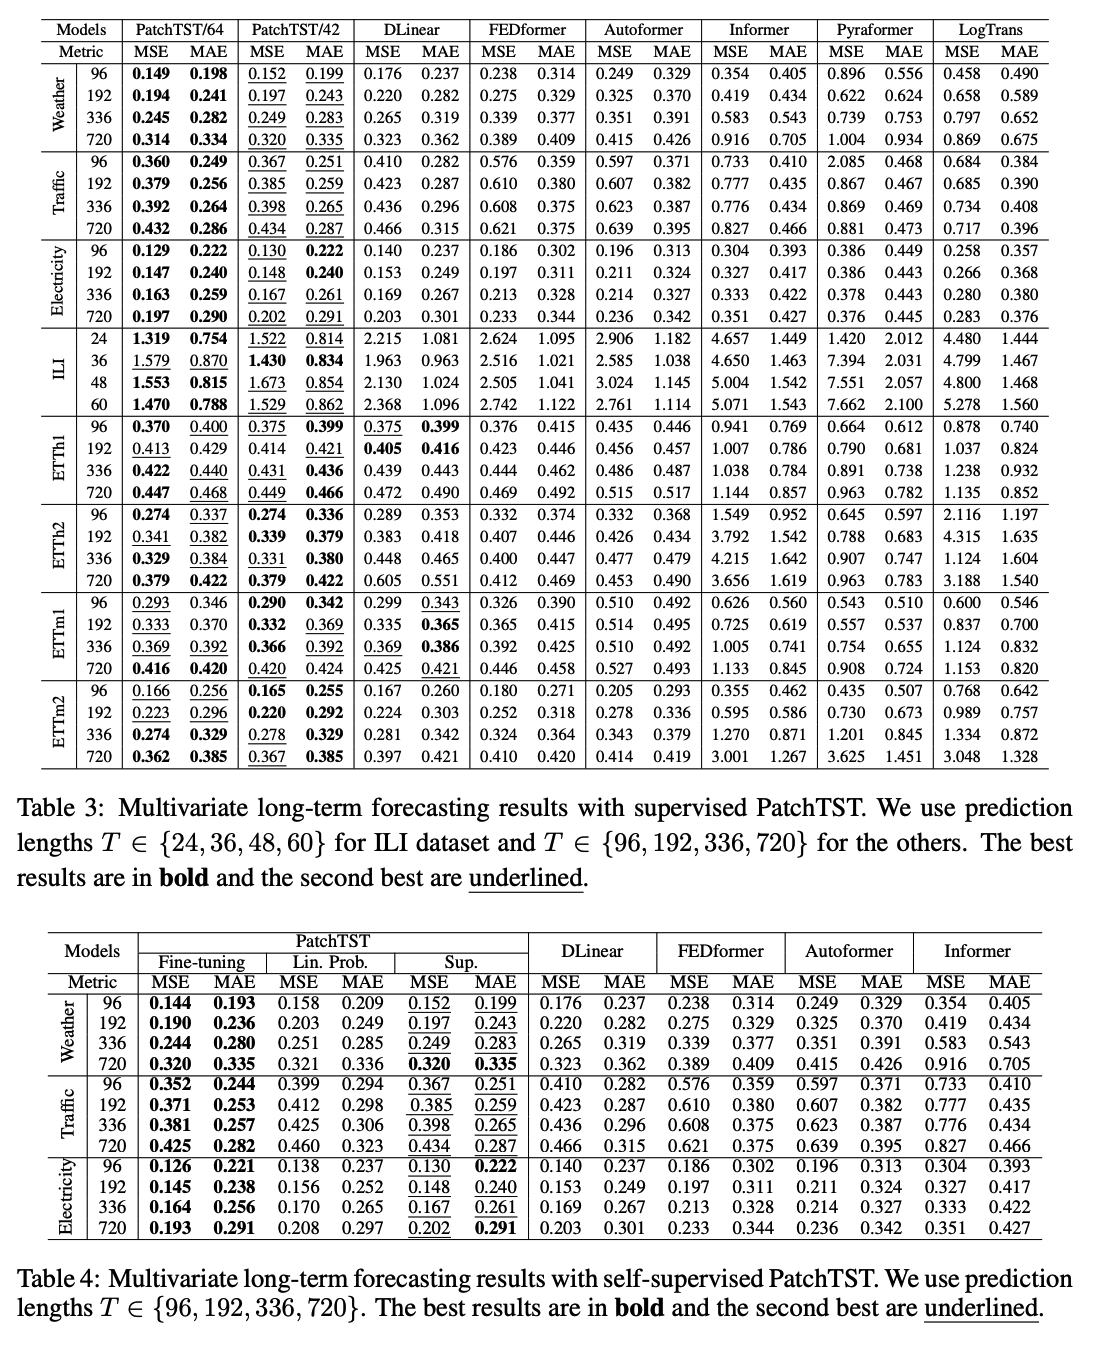 Models PatchTST/64 PatchTST/42 DLinear FEDformer Autoformer Informer Pyraformer LogTrans
Metric MSE MAE MSE MAE MSE MAE MSE MAE MSE MAE MSE MAE MSE MAE MSE MAE
Weather
96 0.149 0.198 0.152 0.199 0.176 0.237 0.238 0.314 0.249 0.329 0.354 0.405 0.896 0.556 0.458 0.490
192 0.194 0.241 0.197 0.243 0.220 0.282 0.275 0.329 0.325 0.370 0.419 0.434 0.622 0.624 0.658 0.589
336 0.245 0.282 0.249 0.283 0.265 0.319 0.339 0.377 0.351 0.391 0.583 0.543 0.739 0.753 0.797 0.652
720 0.314 0.334 0.320 0.335 0.323 0.362 0.389 0.409 0.415 0.426 0.916 0.705 1.004 0.934 0.869 0.675
Traffic
96 0.360 0.249 0.367 0.251 0.410 0.282 0.576 0.359 0.597 0.371 0.733 0.410 2.085 0.468 0.684 0.384
192 0.379 0.256 0.385 0.259 0.423 0.287 0.610 0.380 0.607 0.382 0.777 0.435 0.867 0.467 0.685 0.390
336 0.392 0.264 0.398 0.265 0.436 0.296 0.608 0.375 0.623 0.387 0.776 0.434 0.869 0.469 0.734 0.408
720 0.432 0.286 0.434 0.287 0.466 0.315 0.621 0.375 0.639 0.395 0.827 0.466 0.881 0.473 0.717 0.396
Electricity
96 0.129 0.222 0.130 0.222 0.140 0.237 0.186 0.302 0.196 0.313 0.304 0.393 0.386 0.449 0.258 0.357
192 0.147 0.240 0.148 0.240 0.153 0.249 0.197 0.311 0.211 0.324 0.327 0.417 0.386 0.443 0.266 0.368
336 0.163 0.259 0.167 0.261 0.169 0.267 0.213 0.328 0.214 0.327 0.333 0.422 0.378 0.443 0.280 0.380
720 0.197 0.290 0.202 0.291 0.203 0.301 0.233 0.344 0.236 0.342 0.351 0.427 0.376 0.445 0.283 0.376
ILI
24 1.319 0.754 1.522 0.814 2.215 1.081 2.624 1.095 2.906 1.182 4.657 1.449 1.420 2.012 4.480 1.444
36 1.579 0.870 1.430 0.834 1.963 0.963 2.516 1.021 2.585 1.038 4.650 1.463 7.394 2.031 4.799 1.467
48 1.553 0.815 1.673 0.854 2.130 1.024 2.505 1.041 3.024 1.145 5.004 1.542 7.551 2.057 4.800 1.468
60 1.470 0.788 1.529 0.862 2.368 1.096 2.742 1.122 2.761 1.114 5.071 1.543 7.662 2.100 5.278 1.560
ETTh1
96 0.370 0.400 0.375 0.399 0.375 0.399 0.376 0.415 0.435 0.446 0.941 0.769 0.664 0.612 0.878 0.740
192 0.413 0.429 0.414 0.421 0.405 0.416 0.423 0.446 0.456 0.457 1.007 0.786 0.790 0.681 1.037 0.824
336 0.422 0.440 0.431 0.436 0.439 0.443 0.444 0.462 0.486 0.487 1.038 0.784 0.891 0.738 1.238 0.932
720 0.447 0.468 0.449 0.466 0.472 0.490 0.469 0.492 0.515 0.517 1.144 0.857 0.963 0.782 1.135 0.852
ETTh2
96 0.274 0.337 0.274 0.336 0.289 0.353 0.332 0.374 0.332 0.368 1.549 0.952 0.645 0.597 2.116 1.197
192 0.341 0.382 0.339 0.379 0.383 0.418 0.407 0.446 0.426 0.434 3.792 1.542 0.788 0.683 4.315 1.635
336 0.329 0.384 0.331 0.380 0.448 0.465 0.400 0.447 0.477 0.479 4.215 1.642 0.907 0.747 1.124 1.604
720 0.379 0.422 0.379 0.422 0.605 0.551 0.412 0.469 0.453 0.490 3.656 1.619 0.963 0.783 3.188 1.540
ETTm1
96 0.293 0.346 0.290 0.342 0.299 0.343 0.326 0.390 0.510 0.492 0.626 0.560 0.543 0.510 0.600 0.546
192 0.333 0.370 0.332 0.369 0.335 0.365 0.365 0.415 0.514 0.495 0.725 0.619 0.557 0.537 0.837 0.700
336 0.369 0.392 0.366 0.392 0.369 0.386 0.392 0.425 0.510 0.492 1.005 0.741 0.754 0.655 1.124 0.832
720 0.416 0.420 0.420 0.424 0.425 0.421 0.446 0.458 0.527 0.493 1.133 0.845 0.908 0.724 1.153 0.820
ETTm2
96 0.166 0.256 0.165 0.255 0.167 0.260 0.180 0.271 0.205 0.293 0.355 0.462 0.435 0.507 0.768 0.642
192 0.223 0.296 0.220 0.292 0.224 0.303 0.252 0.318 0.278 0.336 0.595 0.586 0.730 0.673 0.989 0.757
336 0.274 0.329 0.278 0.329 0.281 0.342 0.324 0.364 0.343 0.379 1.270 0.871 1.201 0.845 1.334 0.872
720 0.362 0.385 0.367 0.385 0.397 0.421 0.410 0.420 0.414 0.419 3.001 1.267 3.625 1.451 3.048 1.328
Table 3: Multivariate long-term forecasting results with supervised PatchTST. We use prediction
lengths T ∈ {24, 36, 48, 60} for ILI dataset and T ∈ {96, 192, 336, 720} for the others. The best
results are in bold and the second best are underlined.
Models PatchTST DLinear FEDformer Autoformer Informer
Fine-tuning Lin. Prob. Sup.
Metric MSE MAE MSE MAE MSE MAE MSE MAE MSE MAE MSE MAE MSE MAE
Weather
96 0.144 0.193 0.158 0.209 0.152 0.199 0.176 0.237 0.238 0.314 0.249 0.329 0.354 0.405
192 0.190 0.236 0.203 0.249 0.197 0.243 0.220 0.282 0.275 0.329 0.325 0.370 0.419 0.434
336 0.244 0.280 0.251 0.285 0.249 0.283 0.265 0.319 0.339 0.377 0.351 0.391 0.583 0.543
720 0.320 0.335 0.321 0.336 0.320 0.335 0.323 0.362 0.389 0.409 0.415 0.426 0.916 0.705
Traffic
96 0.352 0.244 0.399 0.294 0.367 0.251 0.410 0.282 0.576 0.359 0.597 0.371 0.733 0.410
192 0.371 0.253 0.412 0.298 0.385 0.259 0.423 0.287 0.610 0.380 0.607 0.382 0.777 0.435
336 0.381 0.257 0.425 0.306 0.398 0.265 0.436 0.296 0.608 0.375 0.623 0.387 0.776 0.434
720 0.425 0.282 0.460 0.323 0.434 0.287 0.466 0.315 0.621 0.375 0.639 0.395 0.827 0.466
Electricity
96 0.126 0.221 0.138 0.237 0.130 0.222 0.140 0.237 0.186 0.302 0.196 0.313 0.304 0.393
192 0.145 0.238 0.156 0.252 0.148 0.240 0.153 0.249 0.197 0.311 0.211 0.324 0.327 0.417
336 0.164 0.256 0.170 0.265 0.167 0.261 0.169 0.267 0.213 0.328 0.214 0.327 0.333 0.422
720 0.193 0.291 0.208 0.297 0.202 0.291 0.203 0.301 0.233 0.344 0.236 0.342 0.351 0.427
Table 4: Multivariate long-term forecasting results with self-supervised PatchTST. We use prediction
lengths T ∈ {96, 192, 336, 720}. The best results are in bold and the second best are underlined.